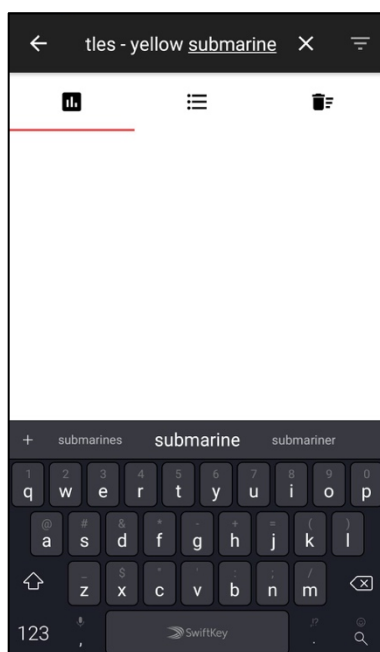 tles - yellow submarine
submarines submarine submariner
1 2 3 4 5 6 7 8 9 0
q w e r t y u i o p
@ # & * - + = ( )
a s d f g h j k l
_ $ " ' : ; /
z x c v b n m
123 , SwiftKey .
!?